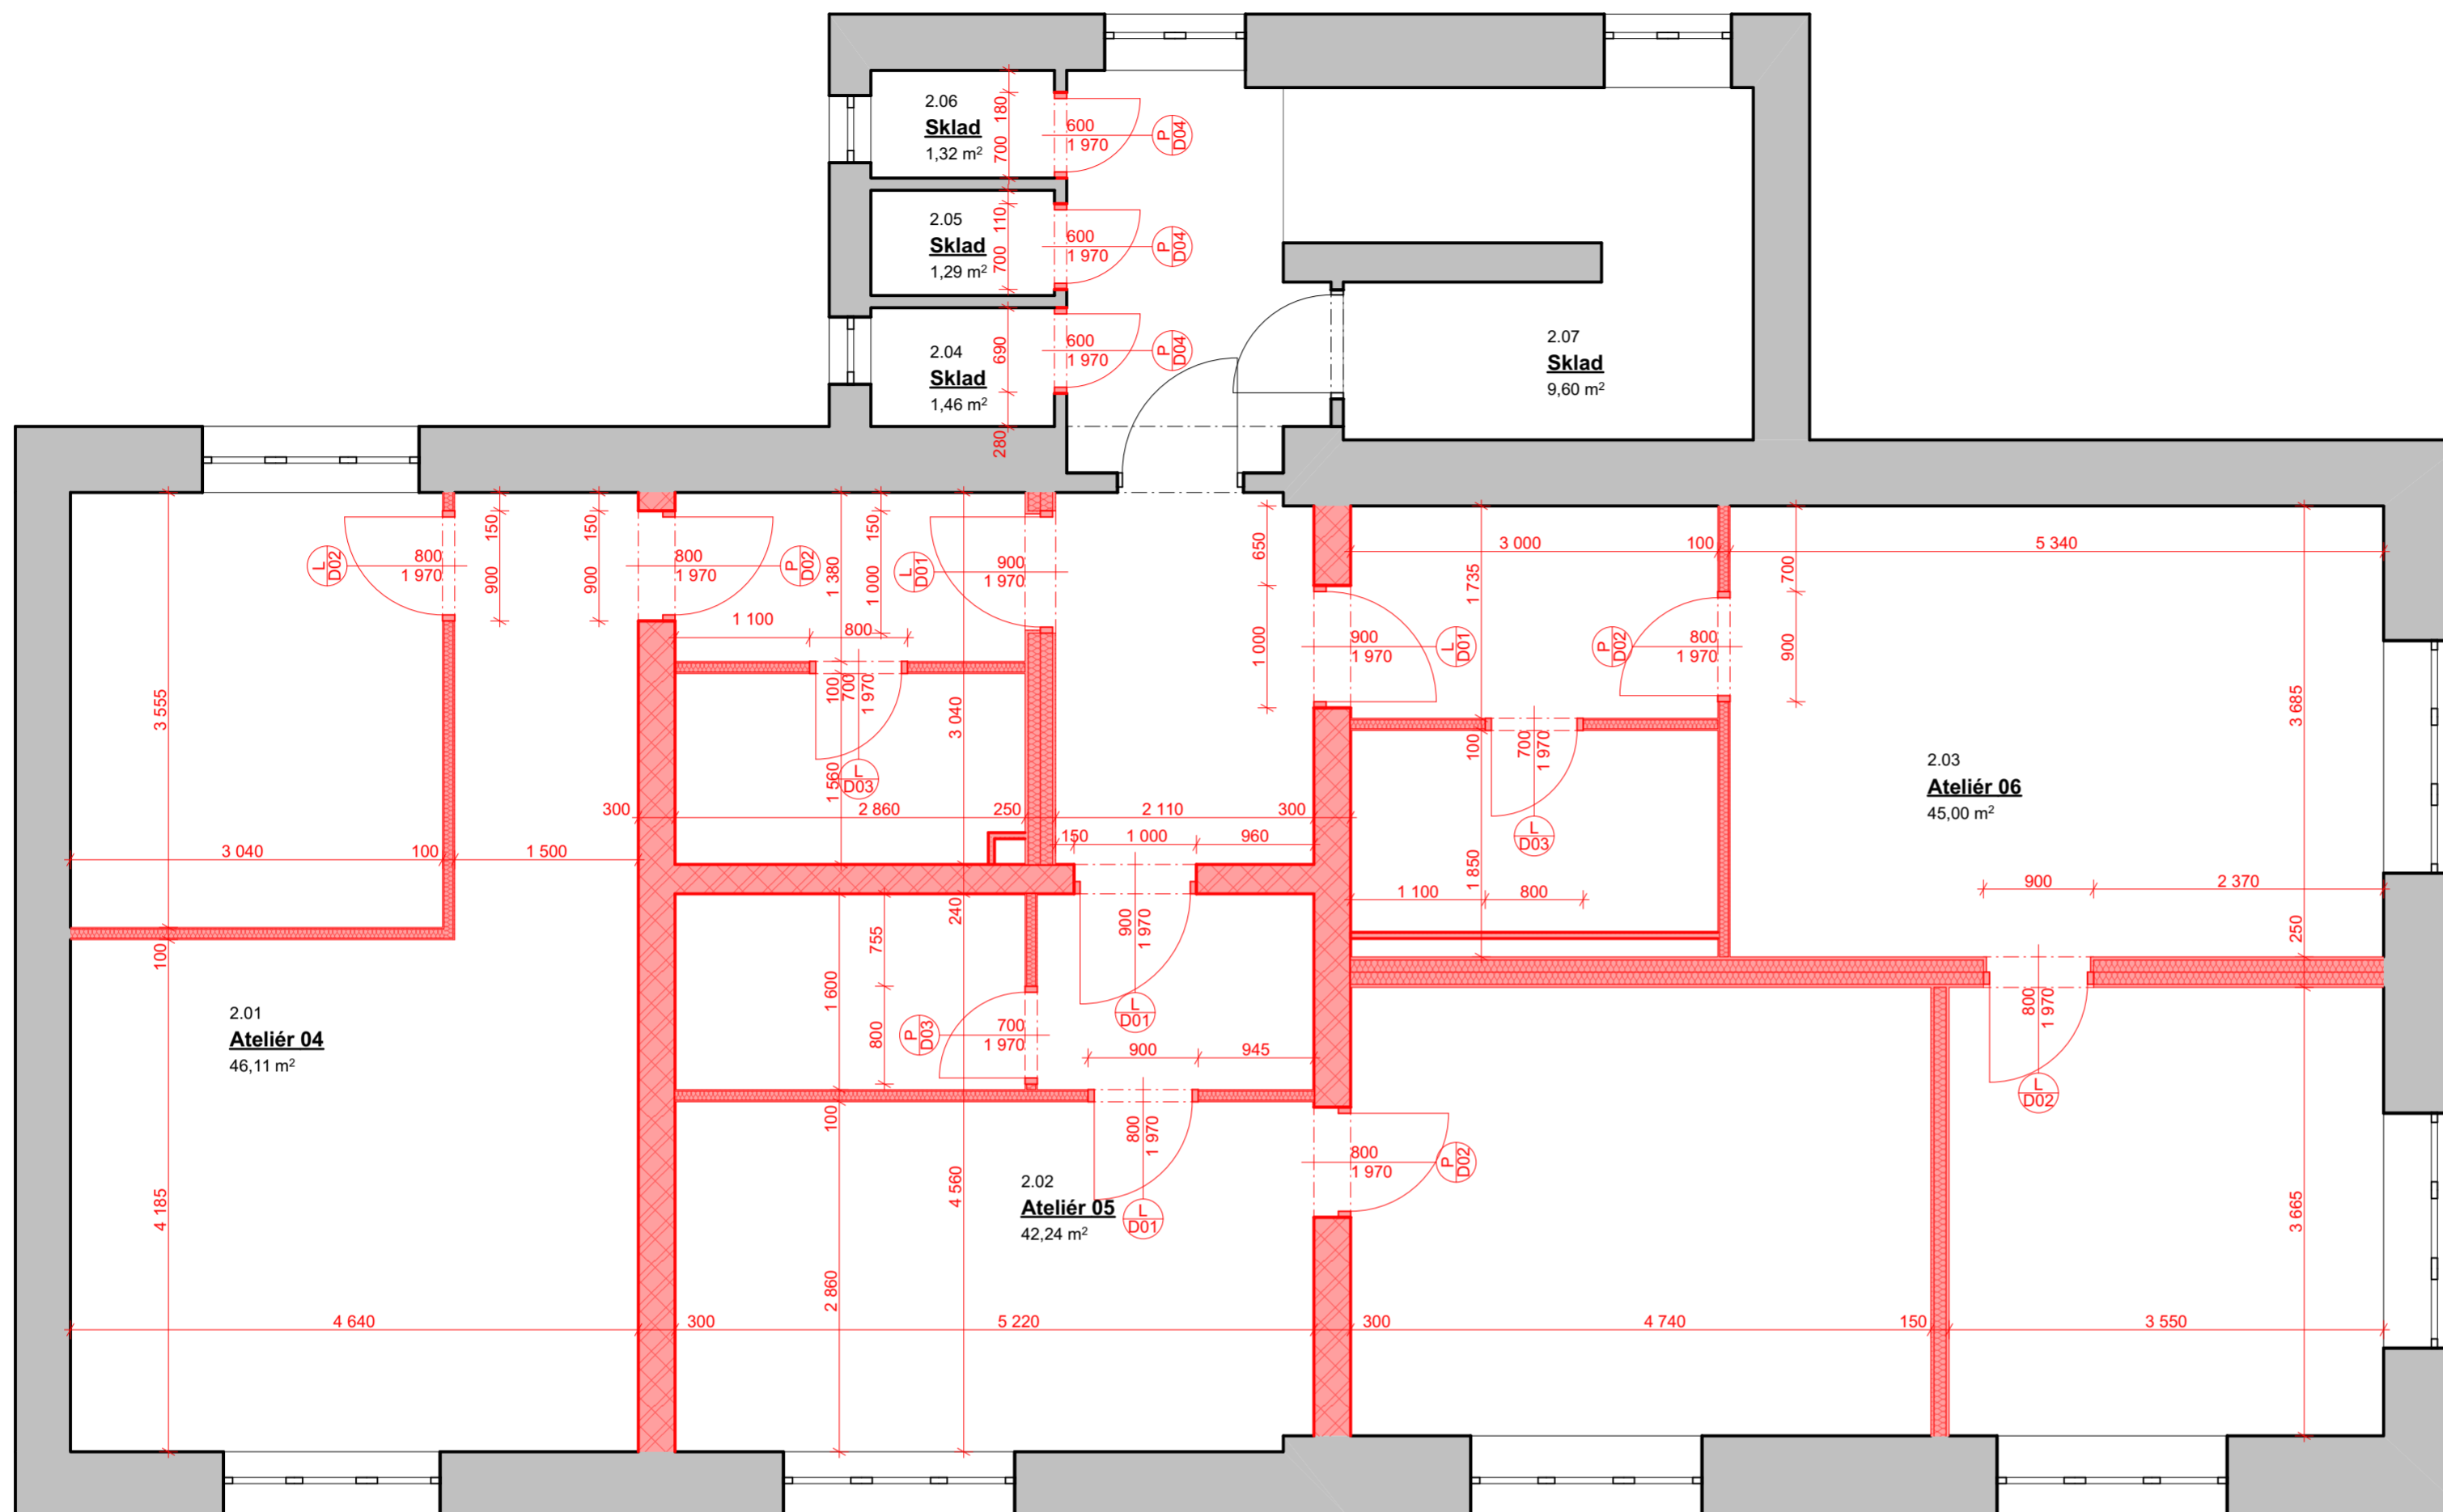 2.06
Sklad
1,32 m²
180
700
600
1 970
P
D04
2.05
Sklad
1,29 m²
110
700
600
1 970
P
D04
2.04
Sklad
1,46 m²
690
280
600
1 970
P
D04
2.07
Sklad
9,60 m²
L
D02
800
1 970
150
900
150
900
800
1 970
P
D02
1 380
150
1 000
L
D01
900
1 970
650
1 000
900
1 970
L
D01
3 000
100
5 340
1 735
P
D02
800
1 970
700
900
1 100
800
3 555
100
700
1 970
3 040
1 560
L
D03
100
700
1 970
L
D03
3 685
2.03
Ateliér 06
45,00 m²
300
2 860
250
2 110
300
150
1 000
960
3 040
100
1 500
1 850
1 100
800
900
2 370
250
100
240
755
1 600
800
900
1 970
L
D01
P
D03
700
1 970
900
945
2.01
Ateliér 04
46,11 m²
800
1 970
L
D02
100
800
1 970
L
D01
800
1 970
P
D02
4 185
4 560
2 860
2.02
Ateliér 05
42,24 m²
3 665
4 640
300
5 220
300
4 740
150
3 550